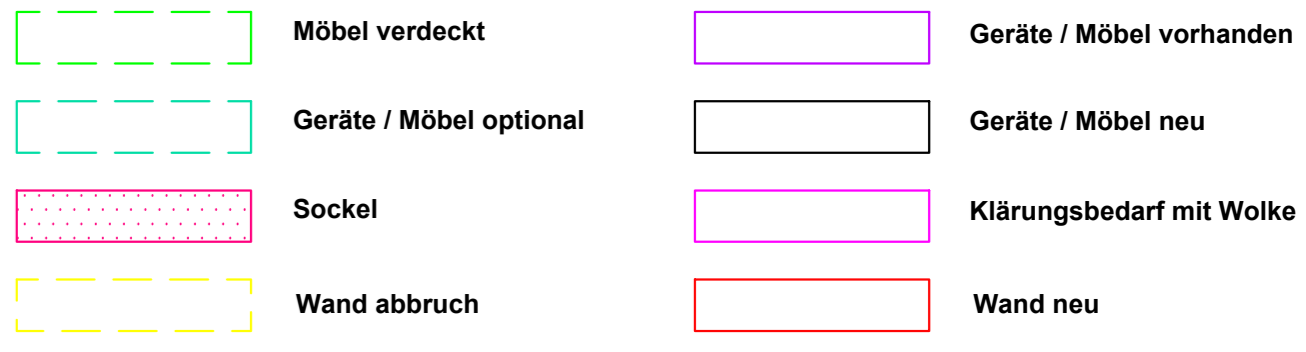 Möbel verdeckt
Geräte / Möbel vorhanden
Geräte / Möbel optional
Geräte / Möbel neu
Sockel
Klärungsbedarf mit Wolke
Wand abbruch
Wand neu